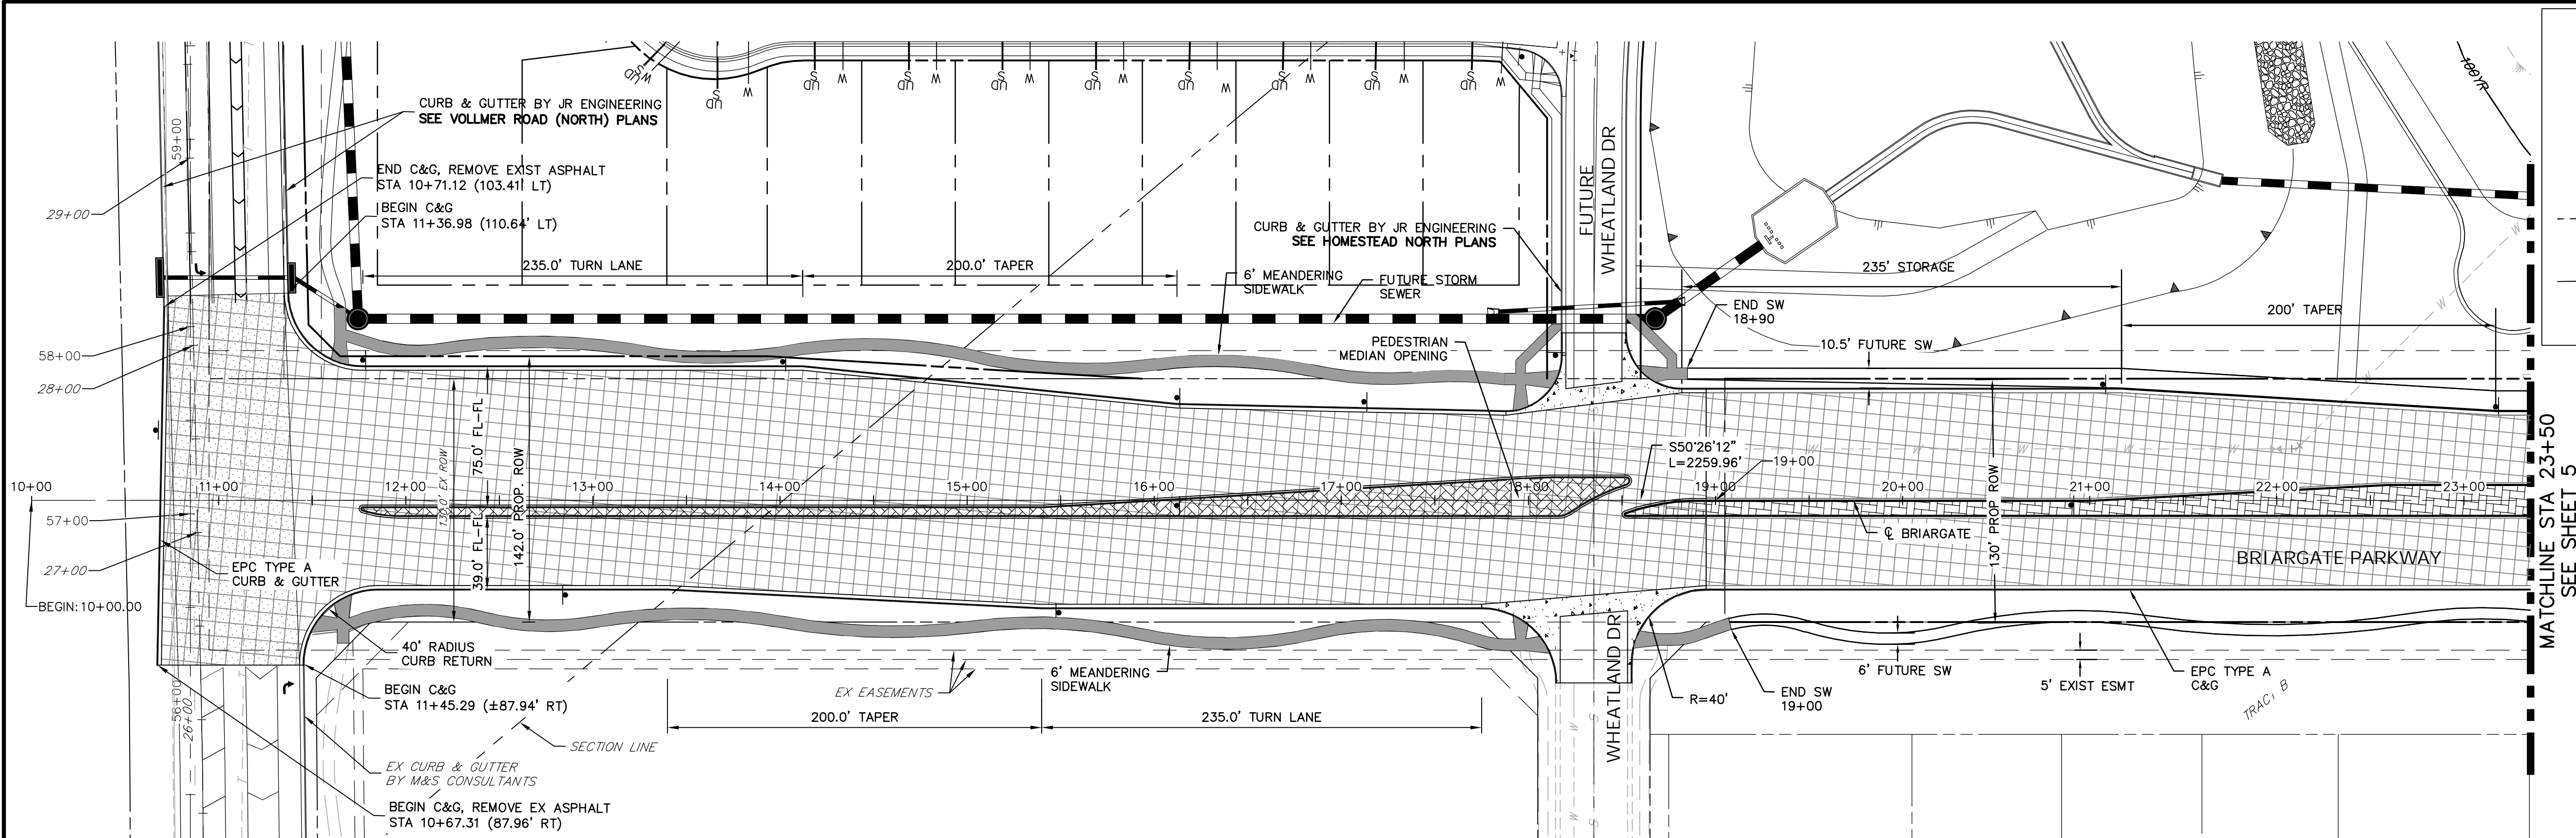 CURB & GUTTER BY JR ENGINEERING
SEE VOLLMER ROAD (NORTH) PLANS
END C&G, REMOVE EXIST ASPHALT
STA 10+71.12 (103.41' LT)
BEGIN C&G
STA 11+36.98 (110.64' LT)
59+00
29+00
58+00
28+00
10+00
57+00
27+00
BEGIN: 10+00.00
56+00
26+00
235.0' TURN LANE
200.0' TAPER
6' MEANDERING
SIDEWALK
FUTURE STORM
SEWER
CURB & GUTTER BY JR ENGINEERING
SEE HOMESTEAD NORTH PLANS
FUTURE
WHEATLAND DR
PEDESTRIAN
MEDIAN OPENING
END SW
18+90
235' STORAGE
200' TAPER
10.5' FUTURE SW
100YR
S
UD
W
S
UD
W
S
UD
W
S
UD
W
S
UD
W
S
UD
W
S
UD
W
S
UD
W
S
UD
W
S
UD
W
130.0' EX ROW
75.0' FL-FL
39.0' FL-FL
142.0' PROP. ROW
S50°26'12"
L=2259.96'
19+00
11+00
12+00
13+00
14+00
15+00
16+00
17+00
18+00
19+00
20+00
21+00
22+00
23+00
130' PROP ROW
℄ BRIARGATE
BRIARGATE PARKWAY
MATCHLINE STA 23+50
SEE SHEET 5
EPC TYPE A
CURB & GUTTER
40' RADIUS
CURB RETURN
BEGIN C&G
STA 11+45.29 (±87.94' RT)
EX CURB & GUTTER
BY M&S CONSULTANTS
BEGIN C&G, REMOVE EX ASPHALT
STA 10+67.31 (87.96' RT)
SECTION LINE
200.0' TAPER
235.0' TURN LANE
EX EASEMENTS
6' MEANDERING
SIDEWALK
WHEATLAND DR
R=40'
END SW
19+00
6' FUTURE SW
5' EXIST ESMT
EPC TYPE A
C&G
TRACT B
W
W
W
W
W
W
W
W
S
S
W
S
W
S